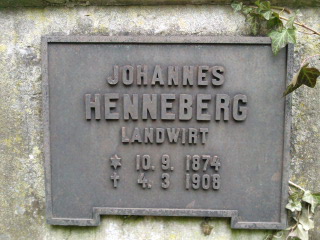 JOHANNES
HENNEBERG
LANDWIRT
* 10.9.1874
† 4.3 1908